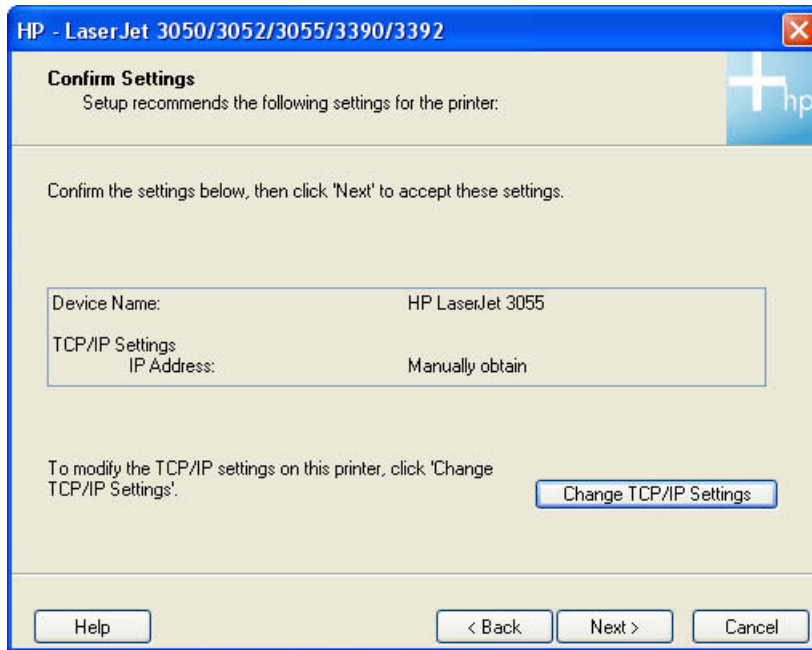 HP - LaserJet 3050/3052/3055/3390/3392
Confirm Settings
Setup recommends the following settings for the printer:
hp
Confirm the settings below, then click 'Next' to accept these settings.
Device Name: HP LaserJet 3055
TCP/IP Settings
IP Address: Manually obtain
To modify the TCP/IP settings on this printer, click 'Change
TCP/IP Settings'.
Change TCP/IP Settings
Help < Back Next > Cancel